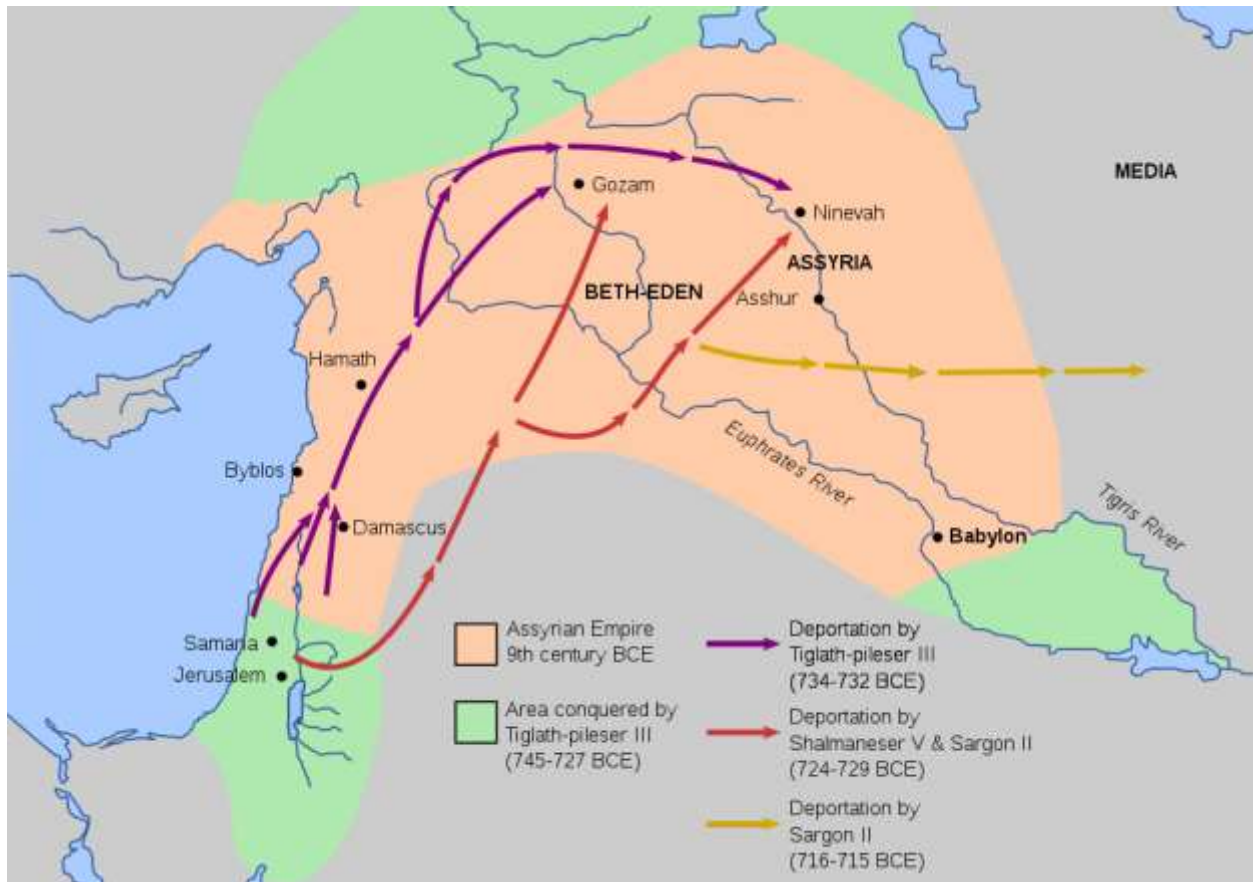 MEDIA
Gozam
Ninevah
ASSYRIA
BETH-EDEN
Asshur
Hamath
Euphrates River
Byblos
Tigris River
Damascus
Babylon
Samaria
Jerusalem
Assyrian Empire
9th century BCE
Area conquered by
Tiglath-pileser III
(745-727 BCE)
Deportation by
Tiglath-pileser III
(734-732 BCE)
Deportation by
Shalmaneser V & Sargon II
(724-729 BCE)
Deportation by
Sargon II
(716-715 BCE)